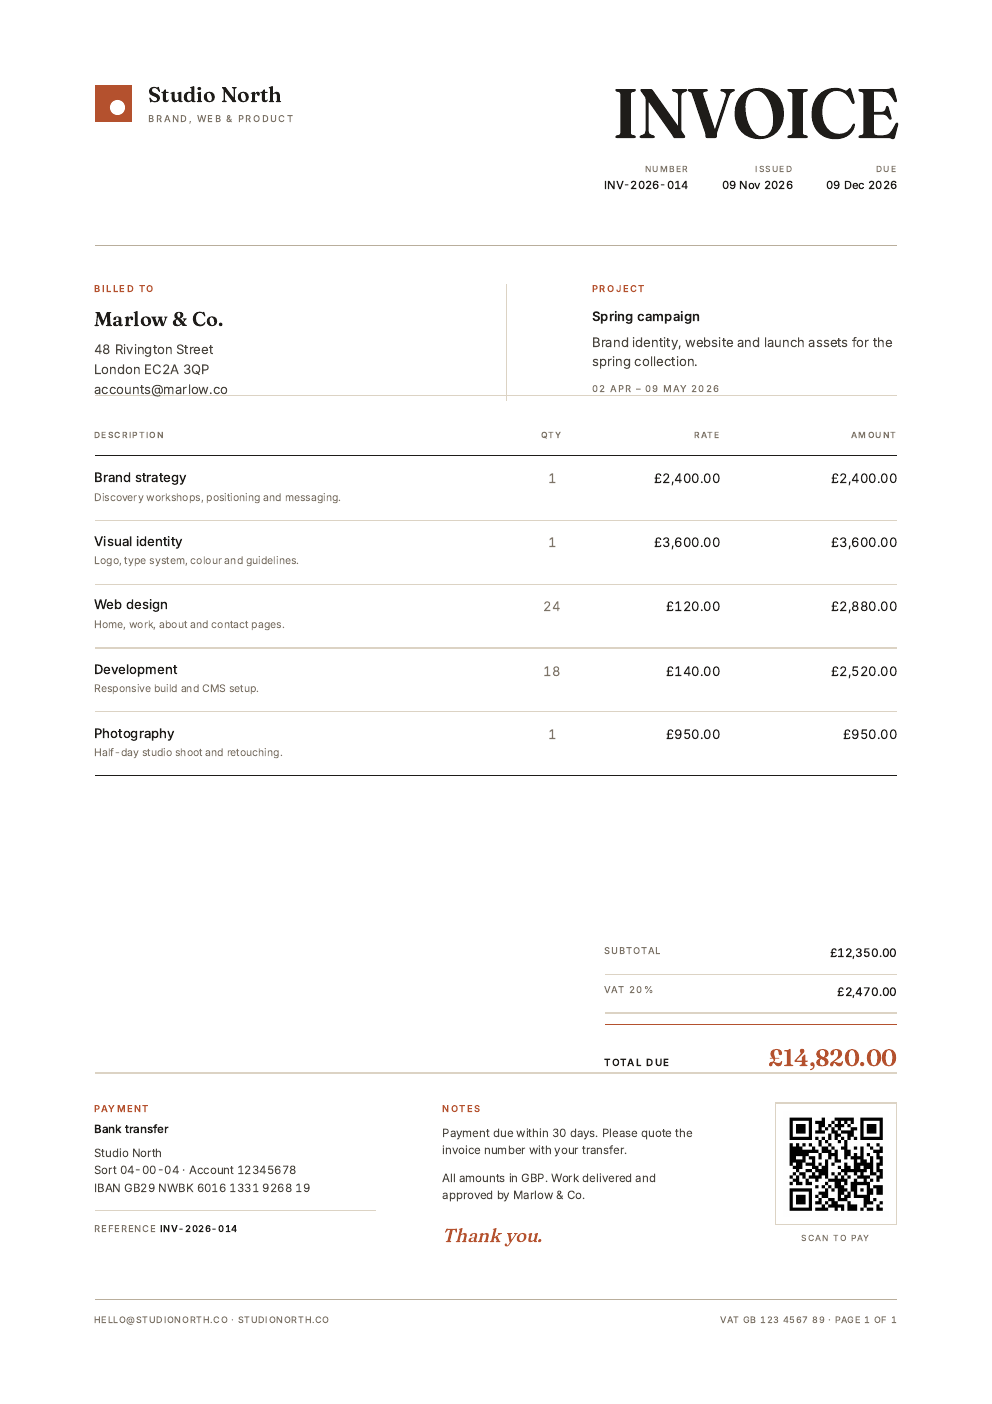 Studio North
BRAND, WEB & PRODUCT
INVOICE
NUMBER ISSUED DUE
INV-2026-014 09 Nov 2026 09 Dec 2026
BILLED TO
Marlow & Co.
48 Rivington Street
London EC2A 3QP
accounts@marlow.co
PROJECT
Spring campaign
Brand identity, website and launch assets for the
spring collection.
02 APR – 09 MAY 2026
DESCRIPTION QTY RATE AMOUNT
Brand strategy 1 £2,400.00 £2,400.00
Discovery workshops, positioning and messaging.
Visual identity 1 £3,600.00 £3,600.00
Logo, type system, colour and guidelines.
Web design 24 £120.00 £2,880.00
Home, work, about and contact pages.
Development 18 £140.00 £2,520.00
Responsive build and CMS setup.
Photography 1 £950.00 £950.00
Half-day studio shoot and retouching.
SUBTOTAL £12,350.00
VAT 20% £2,470.00
TOTAL DUE £14,820.00
PAYMENT
Bank transfer
Studio North
Sort 04-00-04 · Account 12345678
IBAN GB29 NWBK 6016 1331 9268 19
REFERENCE INV-2026-014
NOTES
Payment due within 30 days. Please quote the
invoice number with your transfer.
All amounts in GBP. Work delivered and
approved by Marlow & Co.
Thank you.
SCAN TO PAY
HELLO@STUDIONORTH.CO · STUDIONORTH.CO
VAT GB 123 4567 89 · PAGE 1 OF 1